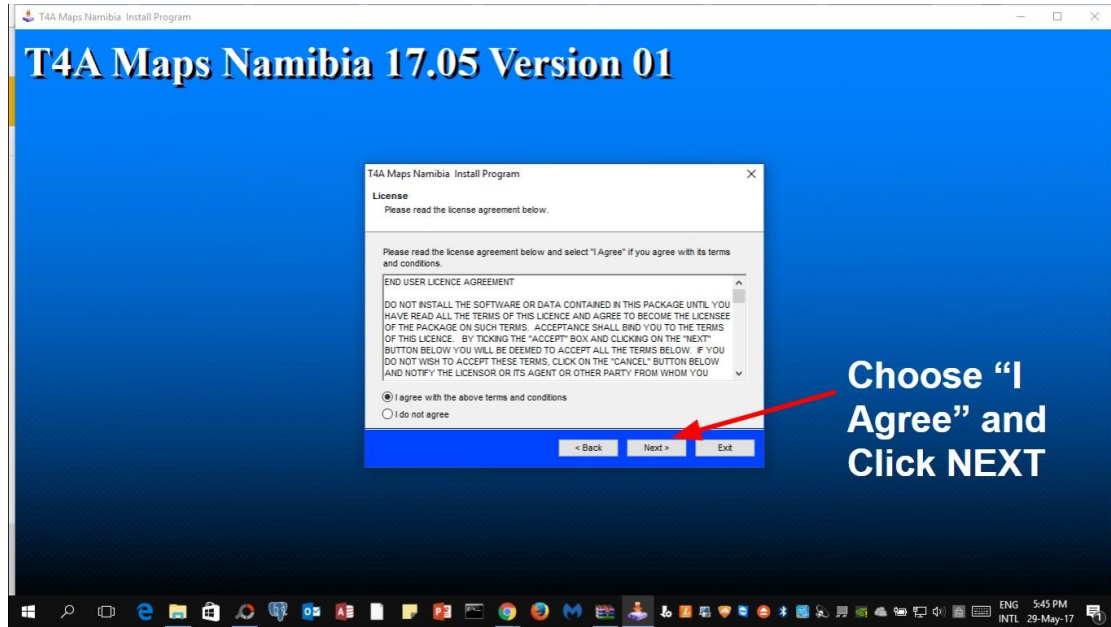 T4A Maps Namibia Install Program
T4A Maps Namibia 17.05 Version 01
T4A Maps Namibia Install Program
License
Please read the license agreement below.
Please read the license agreement below and select "I Agree" if you agree with its terms
and conditions.
END USER LICENCE AGREEMENT
DO NOT INSTALL THE SOFTWARE OR DATA CONTAINED IN THIS PACKAGE UNTIL YOU
HAVE READ ALL THE TERMS OF THIS LICENCE AND AGREE TO BECOME THE LICENSEE
OF THE PACKAGE ON SUCH TERMS. ACCEPTANCE SHALL BIND YOU TO THE TERMS
OF THIS LICENCE. BY TICKING THE "ACCEPT" BOX AND CLICKING ON THE "NEXT"
BUTTON BELOW YOU WILL BE DEEMED TO ACCEPT ALL THE TERMS BELOW. IF YOU
DO NOT WISH TO ACCEPT THESE TERMS, CLICK ON THE "CANCEL" BUTTON BELOW
AND NOTIFY THE LICENSOR OR ITS AGENT OR OTHER PARTY FROM WHOM YOU
I agree with the above terms and conditions
I do not agree
< Back Next > Exit
Choose “I
Agree” and
Click NEXT
ENG 5:45 PM
INTL 29-May-17